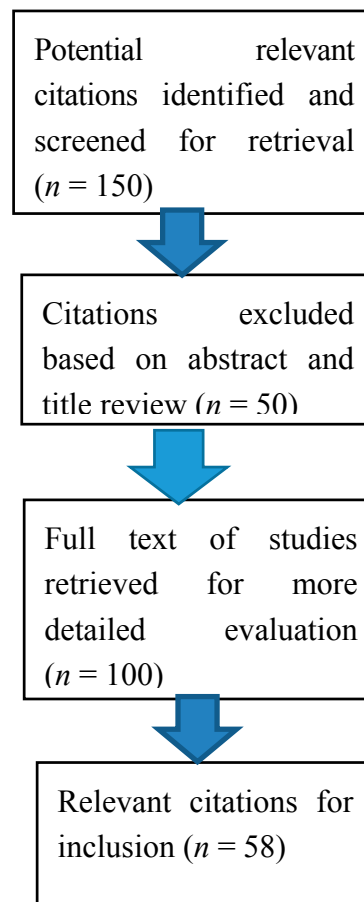 Potential relevant
citations identified and
screened for retrieval
(n = 150)
Citations excluded
based on abstract and
title review (n = 50)
Full text of studies
retrieved for more
detailed evaluation
(n = 100)
Relevant citations for
inclusion (n = 58)